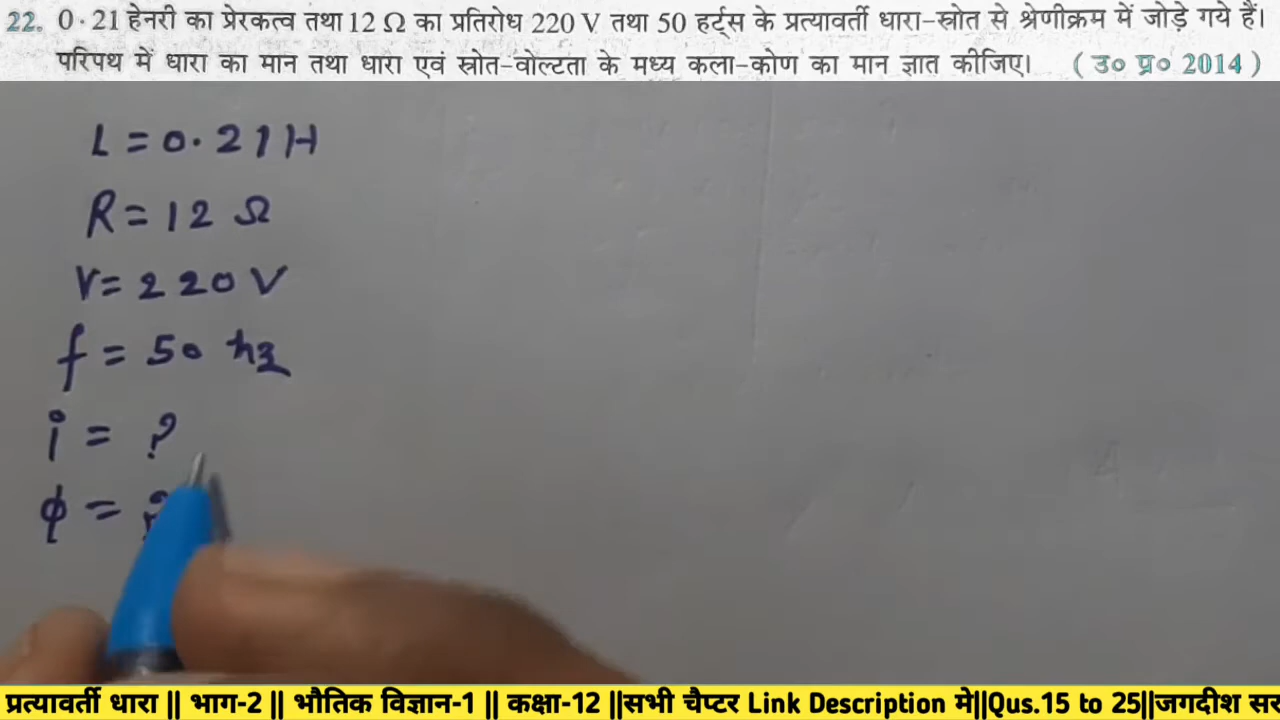 22. 0·21 हेनरी का प्रेरकत्व तथा 12 Ω का प्रतिरोध 220 V तथा 50 हर्ट्स के प्रत्यावर्ती धारा-स्रोत से श्रेणीक्रम में जोड़े गये हैं।
परिपथ में धारा का मान तथा धारा एवं स्रोत-वोल्टता के मध्य कला-कोण का मान ज्ञात कीजिए। ( उ० प्र० 2014 )
L = 0.21 H
R = 12 Ω
V = 220 V
f = 50 hz
i = ?
ϕ = ?
प्रत्यावर्ती धारा || भाग-2 || भौतिक विज्ञान-1 || कक्षा-12 ||सभी चैप्टर Link Description मे||Qus.15 to 25||जगदीश